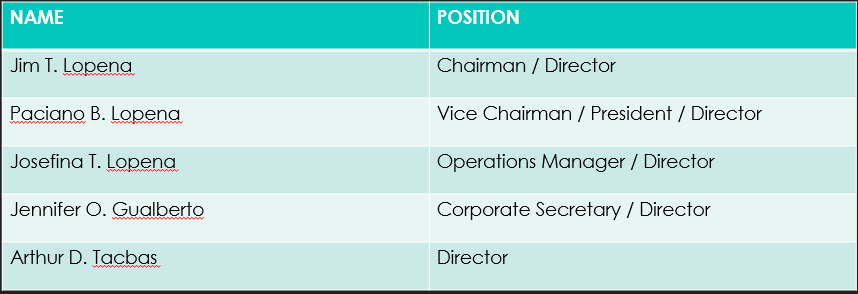 NAME POSITION
Jim T. Lopena Chairman / Director
Paciano B. Lopena Vice Chairman / President / Director
Josefina T. Lopena Operations Manager / Director
Jennifer O. Gualberto Corporate Secretary / Director
Arthur D. Tacbas Director